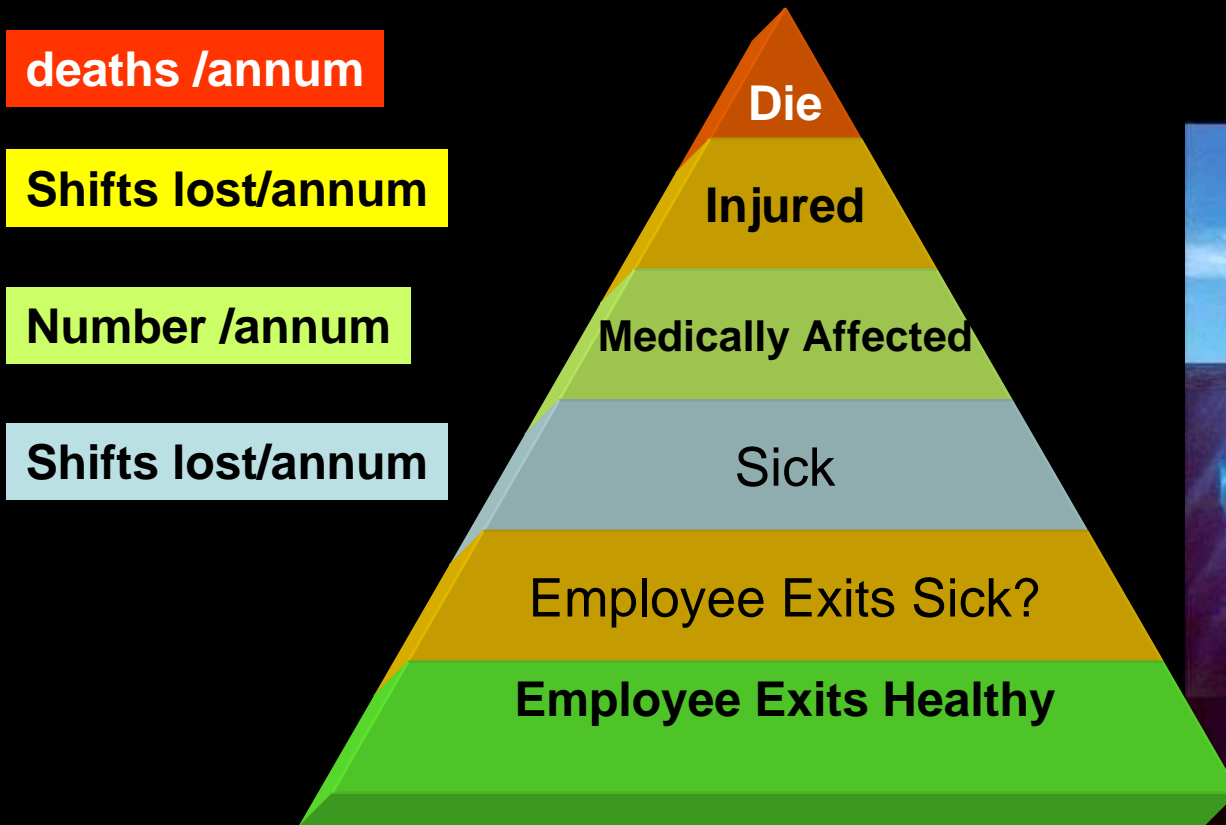 deaths /annum
Die
Shifts lost/annum
Injured
Number /annum
Medically Affected
Shifts lost/annum
Sick
Employee Exits Sick?
Employee Exits Healthy